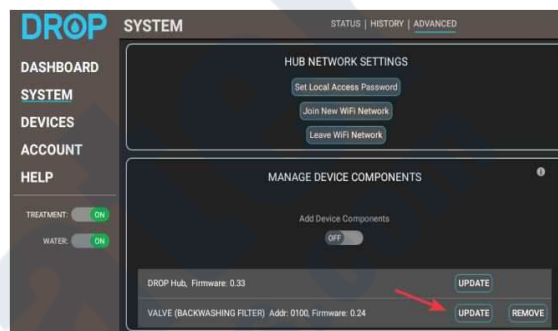 DROP SYSTEM STATUS | HISTORY | ADVANCED
DASHBOARD
SYSTEM
DEVICES
ACCOUNT
HELP
TREATMENT: ON
WATER: ON
HUB NETWORK SETTINGS
Set Local Access Password
Join New WiFi Network
Leave WiFi Network
MANAGE DEVICE COMPONENTS
Add Device Components
OFF
DROP Hub, Firmware: 0.33 UPDATE
VALVE (BACKWASHING FILTER) Addr: 0100, Firmware: 0.24 UPDATE REMOVE